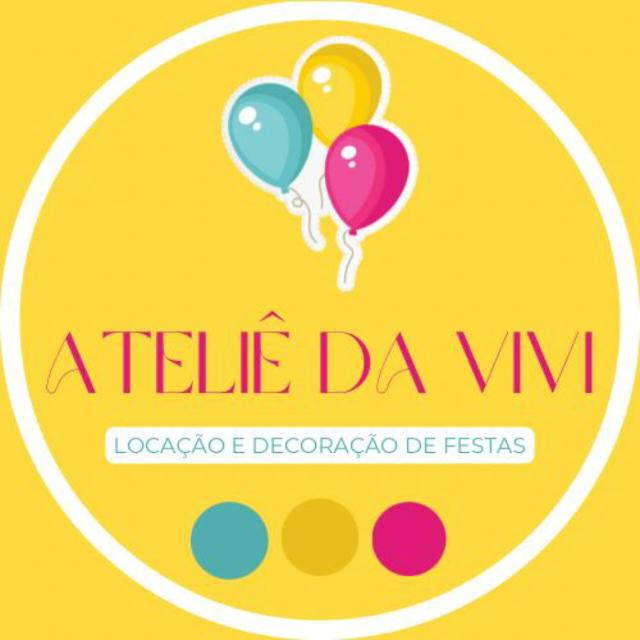 ATELIÊ DA VIVI
LOCAÇÃO E DECORAÇÃO DE FESTAS